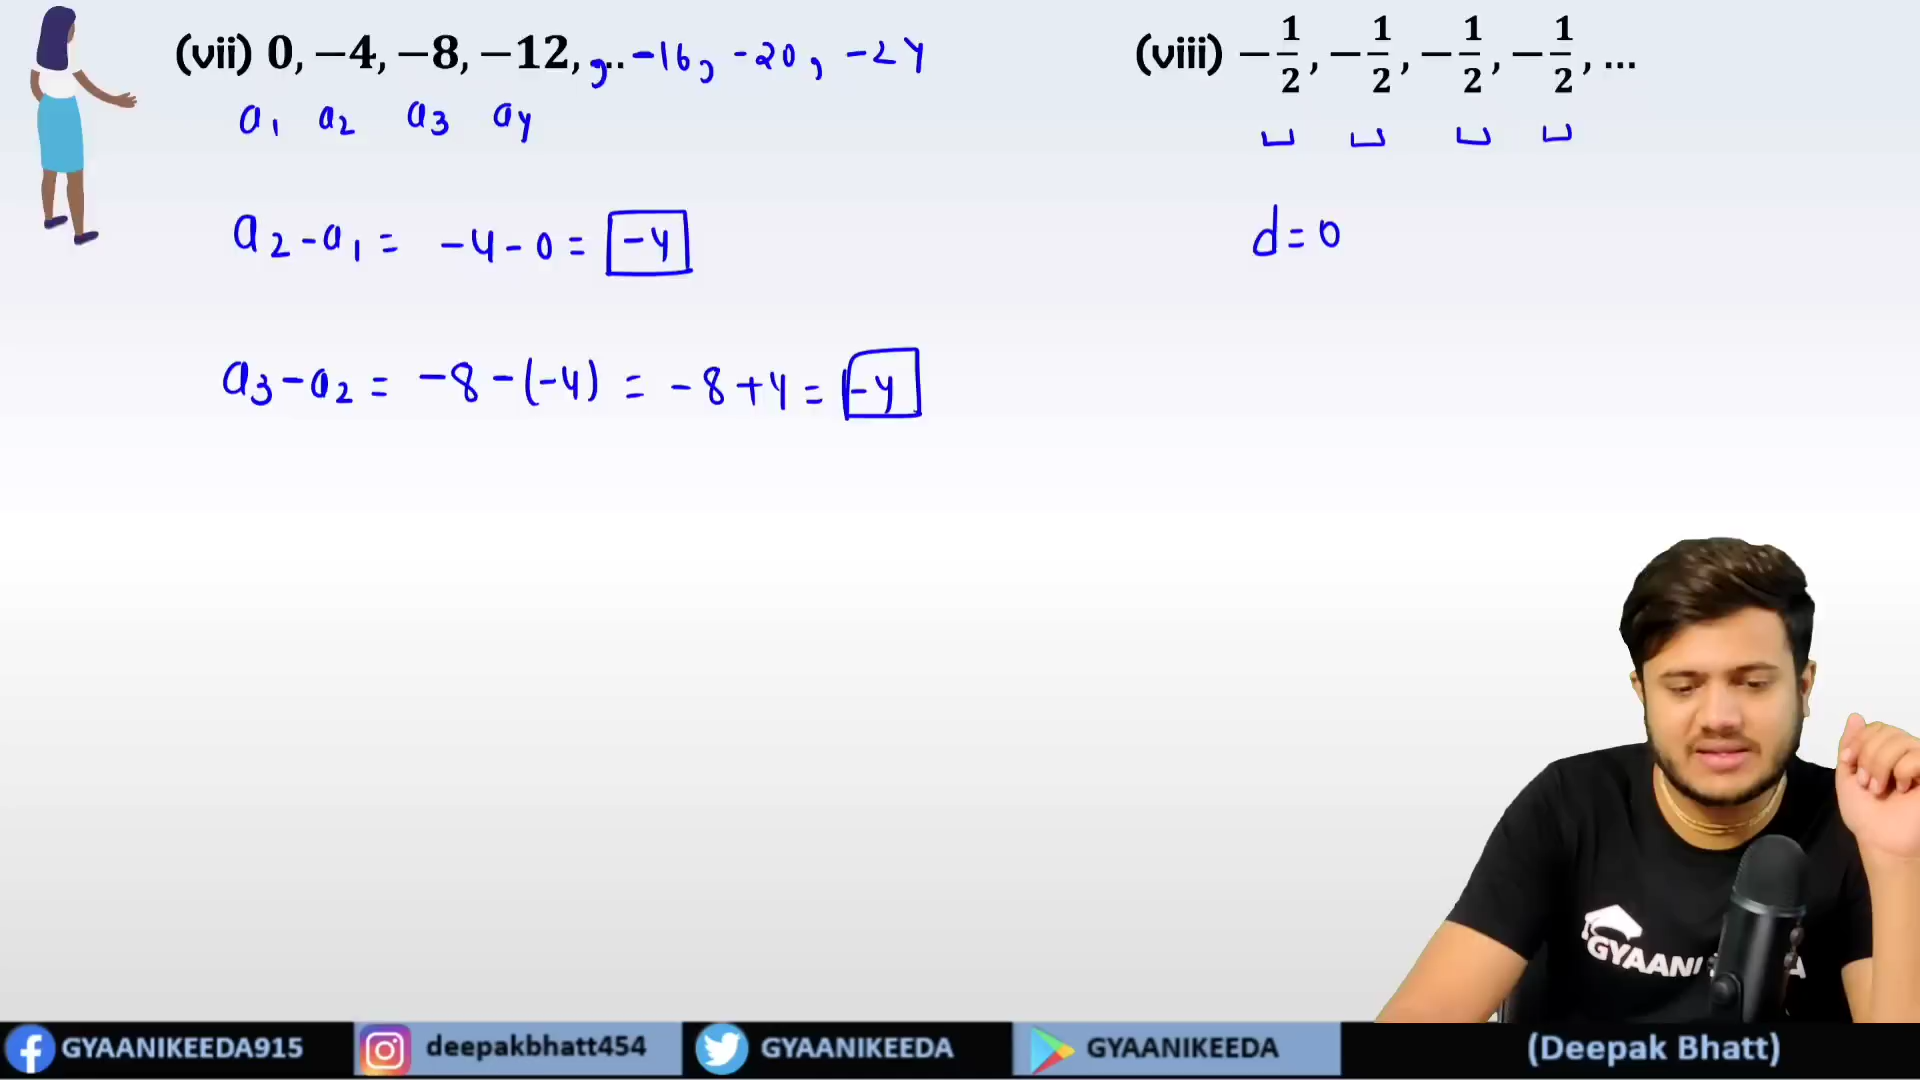 (vii) 0, −4, −8, −12, ... , -16, -20, -24
a1 a2 a3 a4
a2 - a1 = -4 - 0 = -4
a3 - a2 = -8 - (-4) = -8 + 4 = -4
(viii) −1/2, −1/2, −1/2, −1/2, ...
d = 0
GYAANI
GYAANIKEEDA915
deepakbhatt454
GYAANIKEEDA
GYAANIKEEDA
(Deepak Bhatt)